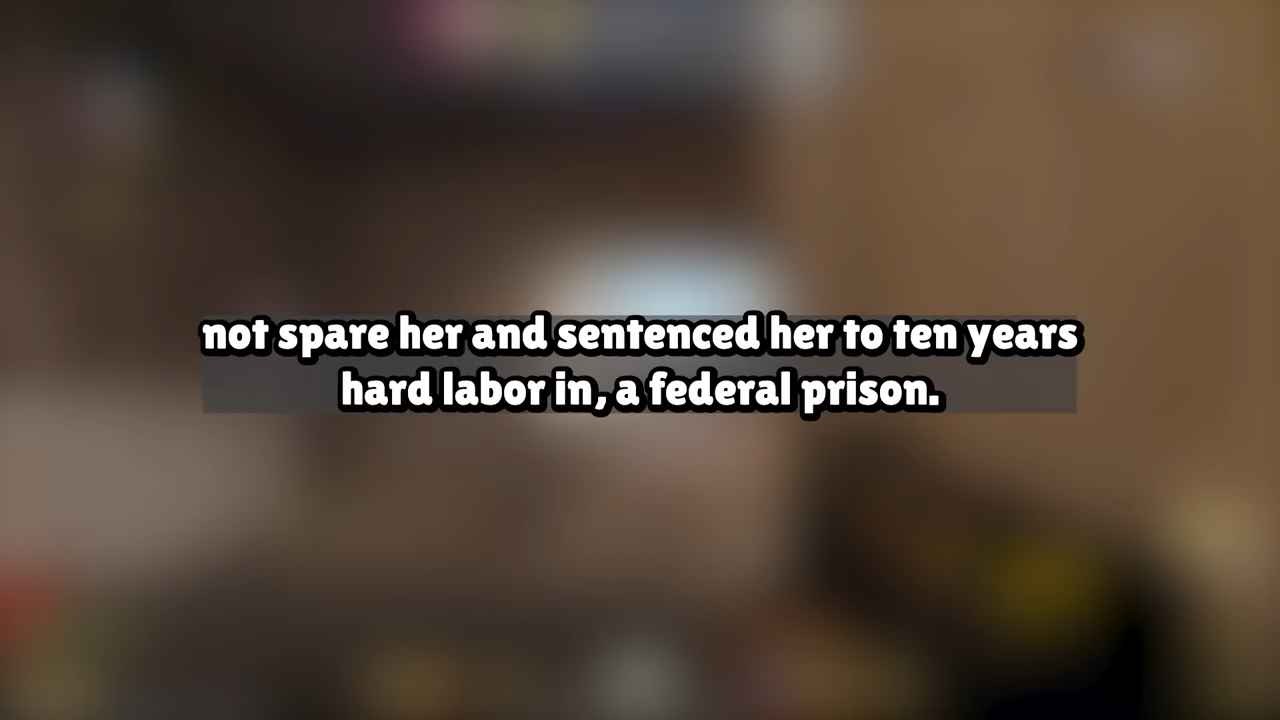 not spare her and sentenced her to ten years
hard labor in, a federal prison.